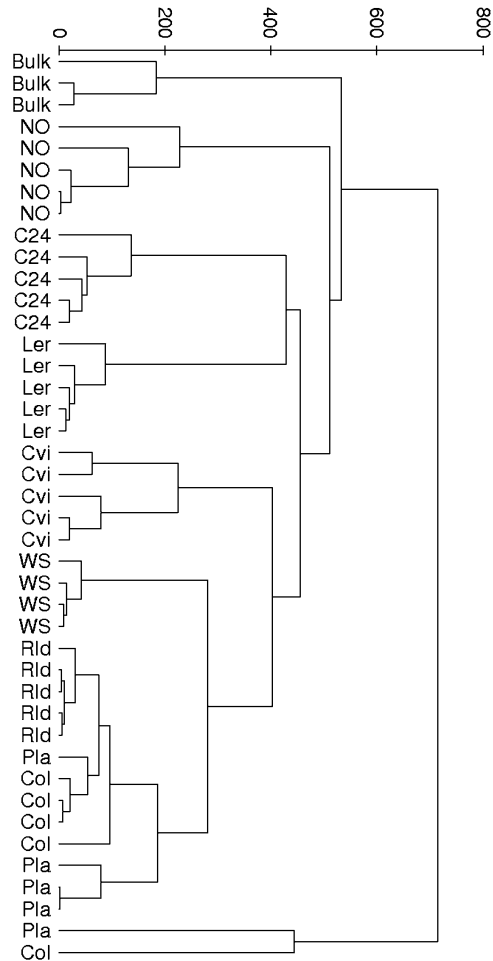 0 200 400 600 800
Bulk
Bulk
Bulk
NO
NO
NO
NO
NO
C24
C24
C24
C24
C24
Ler
Ler
Ler
Ler
Ler
Cvi
Cvi
Cvi
Cvi
Cvi
WS
WS
WS
WS
Rld
Rld
Rld
Rld
Rld
Pla
Col
Col
Col
Col
Pla
Pla
Pla
Pla
Col